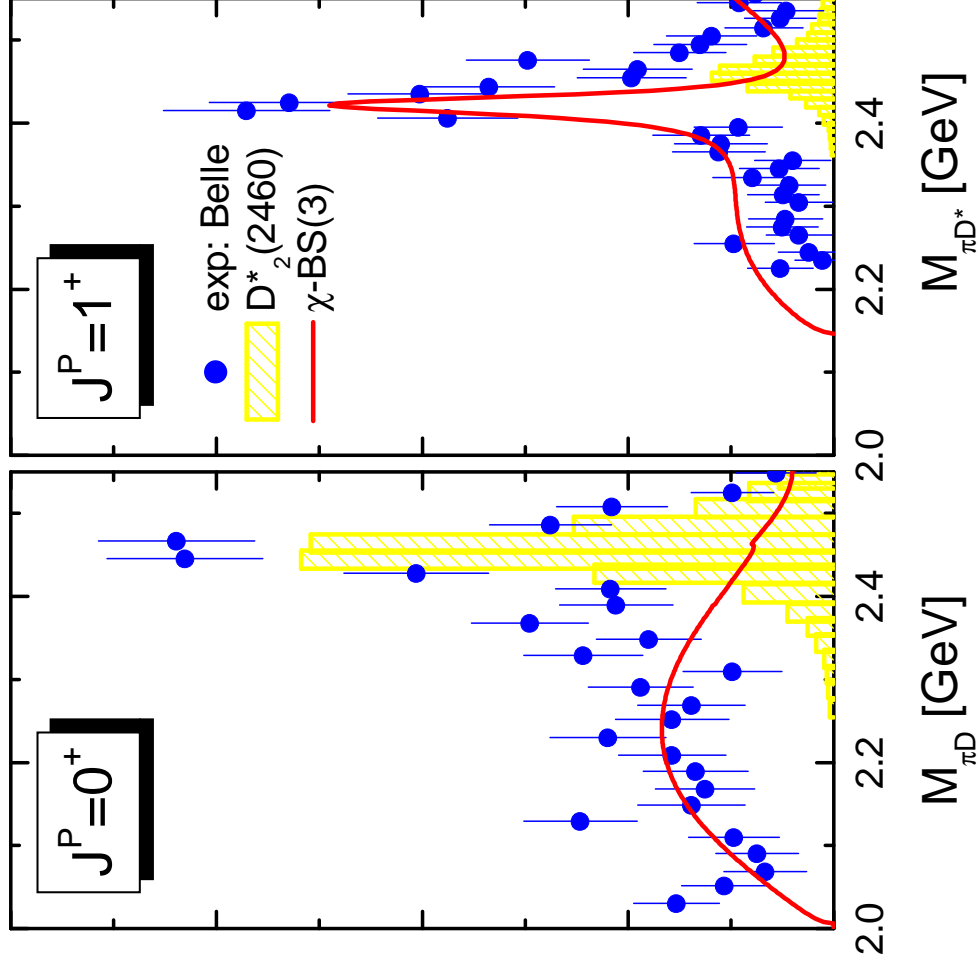 J^P=0^+
2.0
2.2
2.4
M_πD [GeV]
J^P=1^+
exp: Belle
D*_2(2460)
χ-BS(3)
2.0
2.2
2.4
M_πD* [GeV]